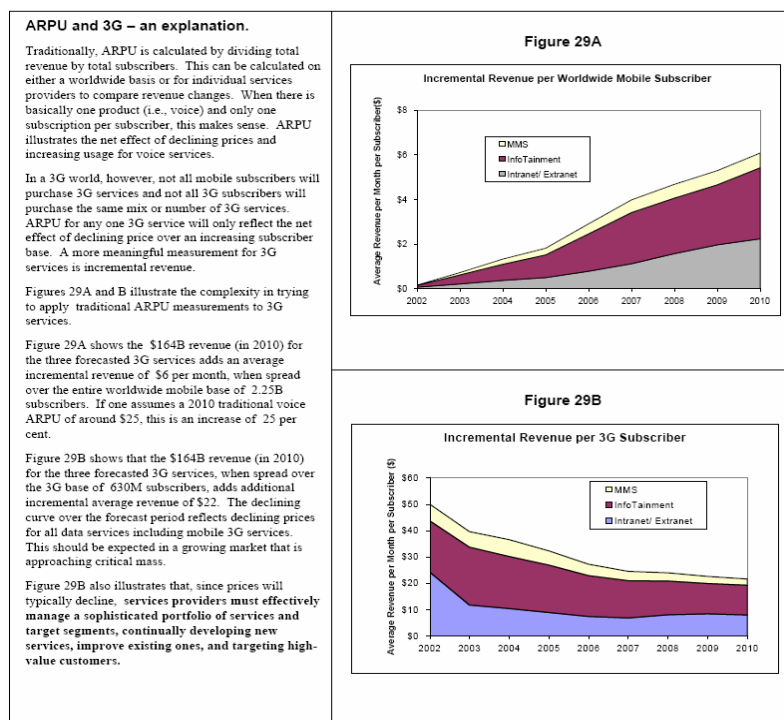 ARPU and 3G – an explanation.
Traditionally, ARPU is calculated by dividing total
revenue by total subscribers.  This can be calculated on
either a worldwide basis or for individual services
providers to compare revenue changes.  When there is
basically one product (i.e., voice) and only one
subscription per subscriber, this makes sense.  ARPU
illustrates the net effect of declining prices and
increasing usage for voice services.
In a 3G world, however, not all mobile subscribers will
purchase 3G services and not all 3G subscribers will
purchase the same mix or number of 3G services.
ARPU for any one 3G service will only reflect the net
effect of declining price over an increasing subscriber
base.  A more meaningful measurement for 3G
services is incremental revenue.
Figures 29A and B illustrate the complexity in trying
to apply  traditional ARPU measurements to 3G
services.
Figure 29A shows the  $164B revenue (in 2010) for
the three forecasted 3G services adds an average
incremental revenue of  $6 per month, when spread
over the entire worldwide mobile base of  2.25B
subscribers.  If one assumes a 2010 traditional voice
ARPU of around $25, this is an increase of  25 per
cent.
Figure 29B shows that the $164B revenue (in 2010)
for the three forecasted 3G services, when spread over
the 3G base of  630M subscribers, adds additional
incremental average revenue of $22.  The declining
curve over the forecast period reflects declining prices
for all data services including mobile 3G services.
This should be expected in a growing market that is
approaching critical mass.
Figure 29B also illustrates that, since prices will
typically decline,  services providers must effectively
manage a sophisticated portfolio of services and
target segments, continually developing new
services, improve existing ones, and targeting high-
value customers.
Figure 29A
Incremental Revenue per Worldwide Mobile Subscriber
Average Revenue per Month per Subscriber($)
$8
$6
$4
$2
$0
MMS
InfoTainment
Intranet/ Extranet
2002 2003 2004 2005 2006 2007 2008 2009 2010
Figure 29B
Incremental Revenue per 3G Subscriber
Average Revenue per Month per Subscriber ($)
$60
$50
$40
$30
$20
$10
$0
MMS
InfoTainment
Intranet/ Extranet
2002 2003 2004 2005 2006 2007 2008 2009 2010